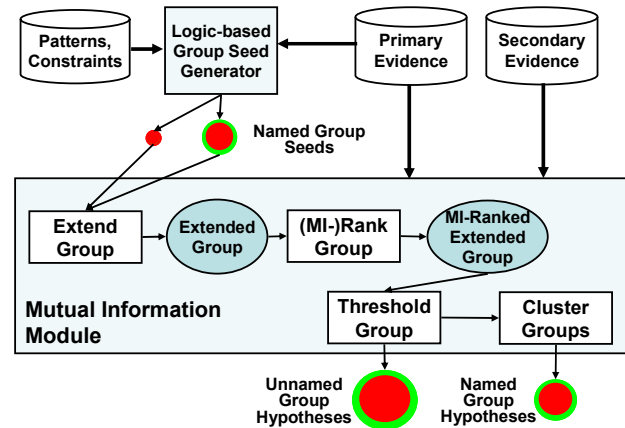 Patterns,
Constraints
Logic-based
Group Seed
Generator
Primary
Evidence
Secondary
Evidence
Named Group
Seeds
Extend
Group
Extended
Group
(MI-)Rank
Group
MI-Ranked
Extended
Group
Mutual Information
Module
Threshold
Group
Cluster
Groups
Unnamed
Group
Hypotheses
Named
Group
Hypotheses